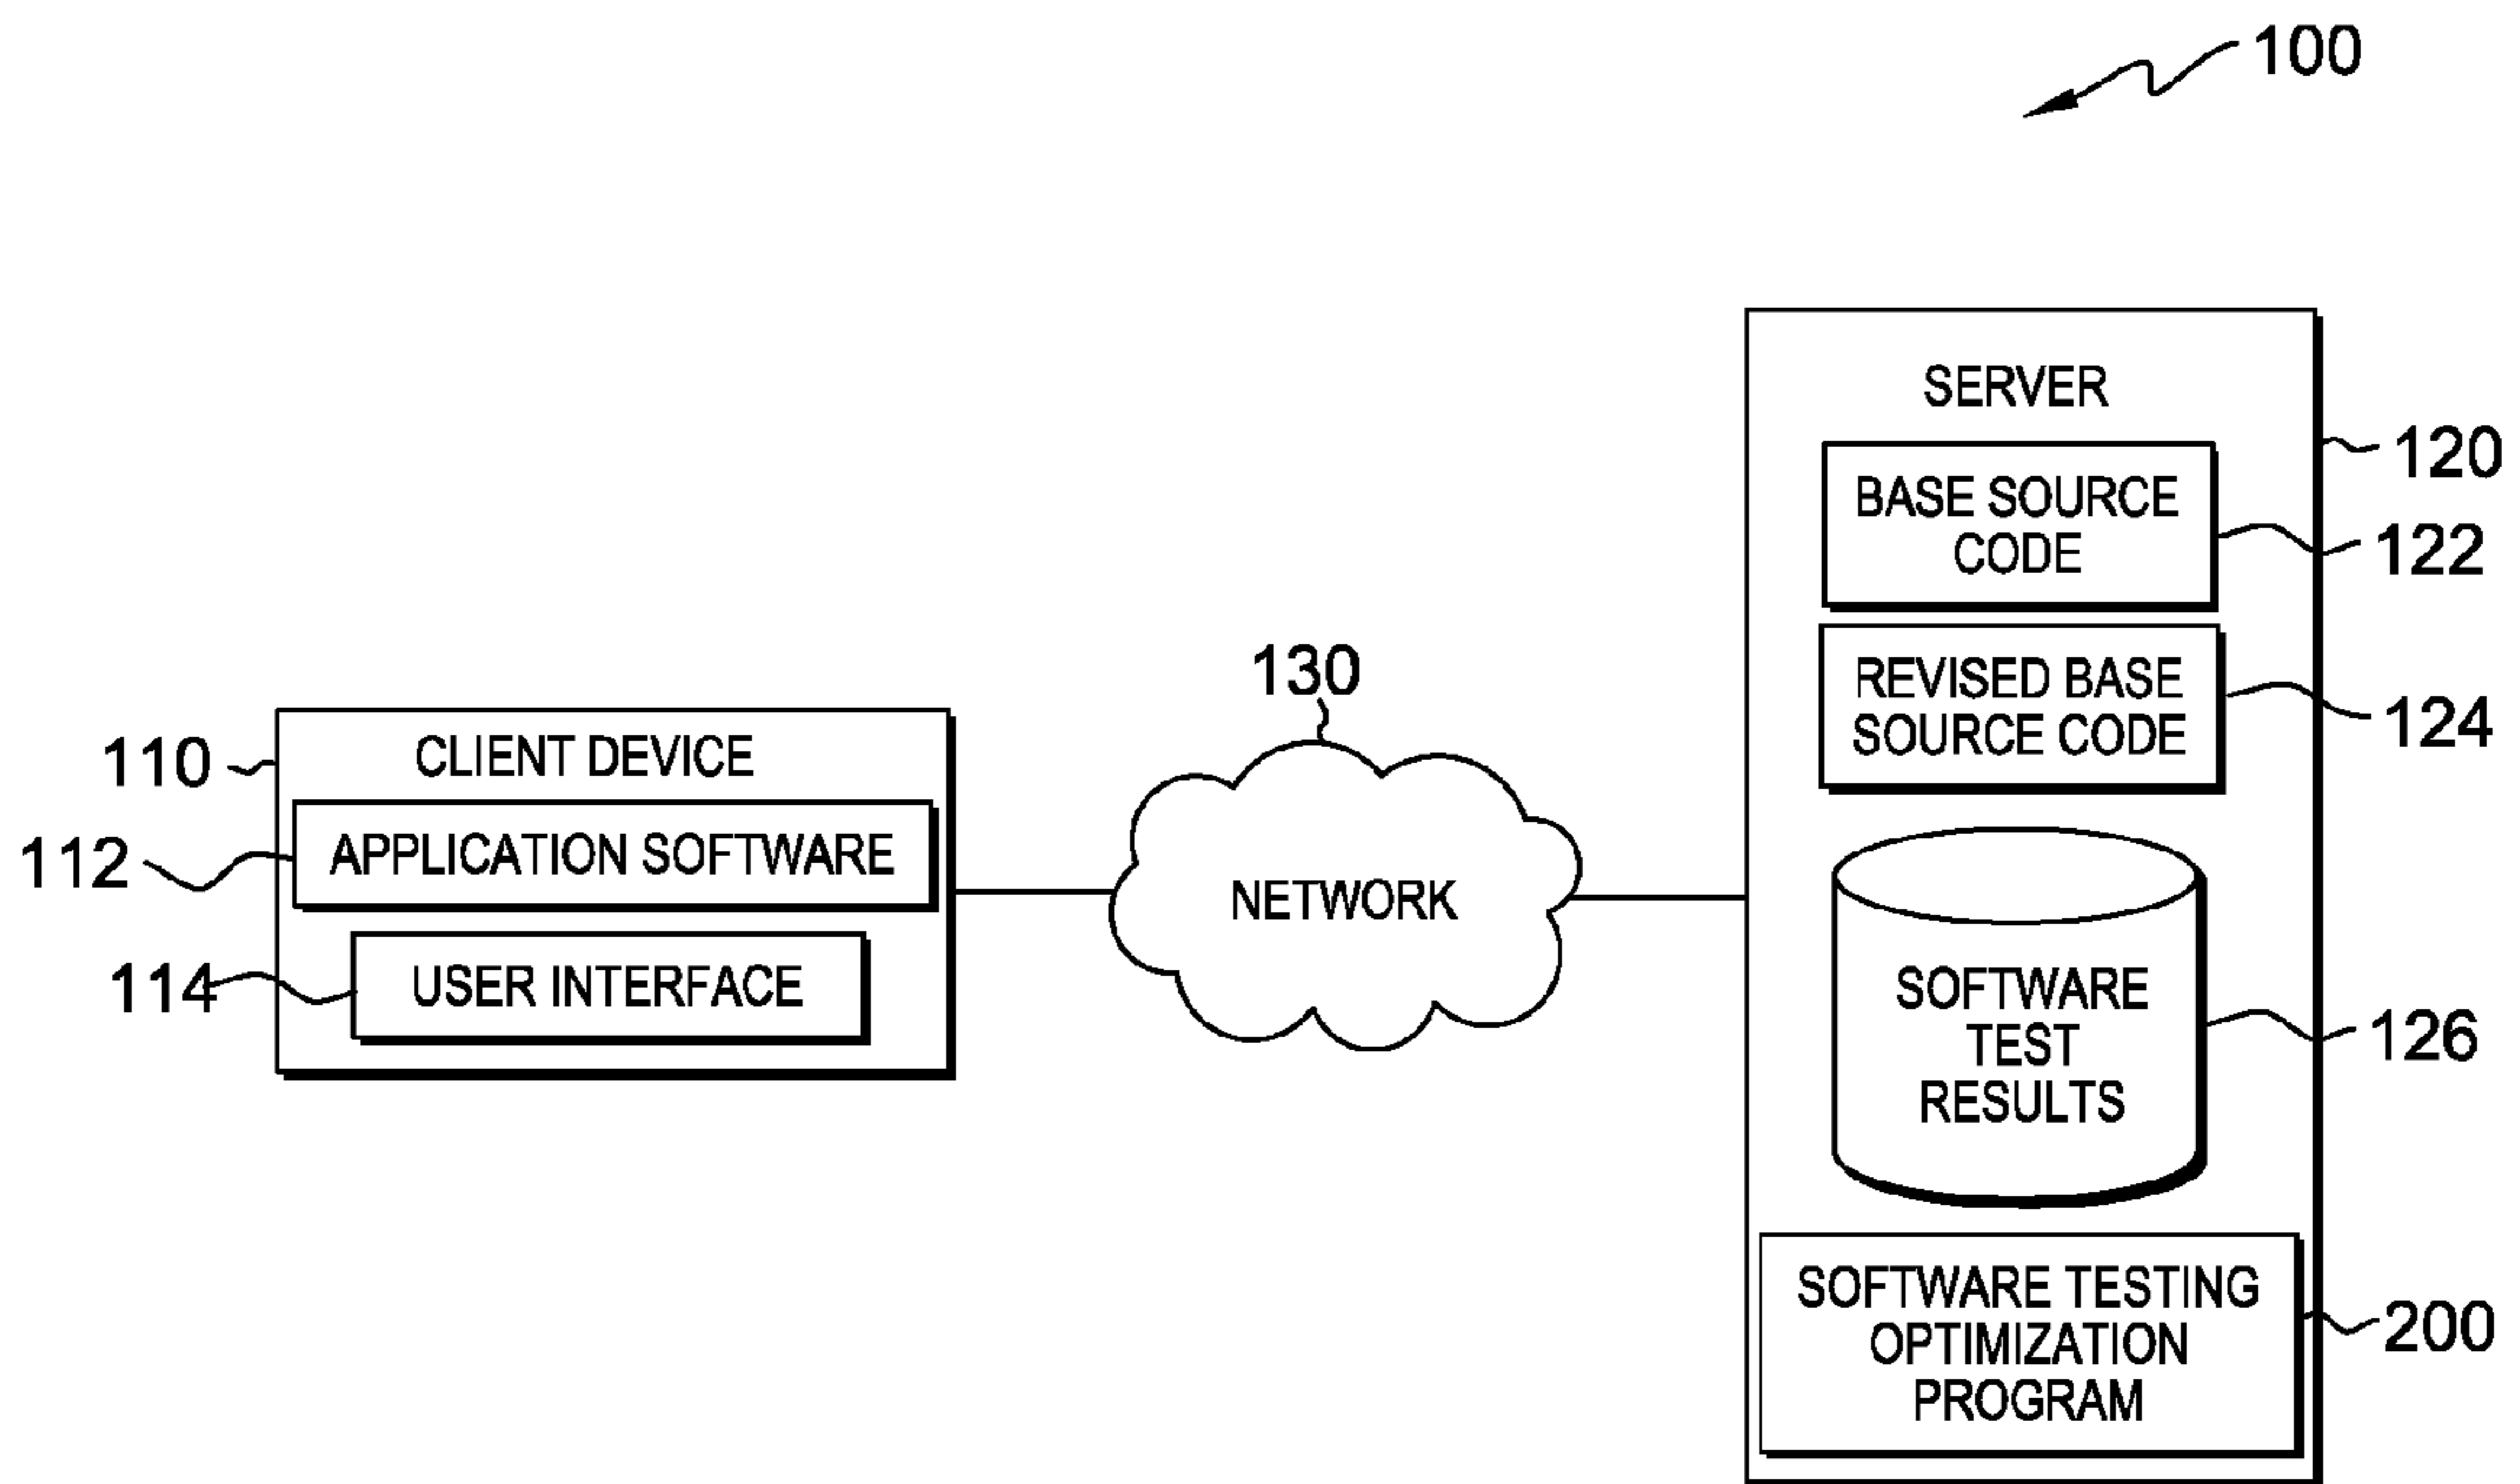 100
SERVER
120
BASE SOURCE
CODE
122
REVISED BASE
SOURCE CODE
124
130
110
CLIENT DEVICE
112
APPLICATION SOFTWARE
NETWORK
114
USER INTERFACE
SOFTWARE
TEST
RESULTS
126
SOFTWARE TESTING
OPTIMIZATION
PROGRAM
200